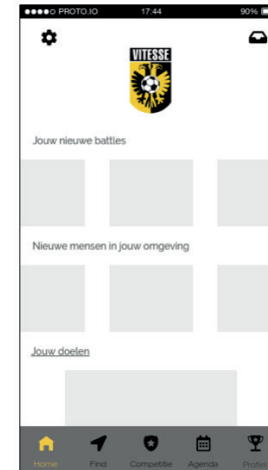 PROTO.IO 17:44 90%
VITESSE
Jouw nieuwe battles
Nieuwe mensen in jouw omgeving
Jouw doelen
Home Find Competitie Agenda